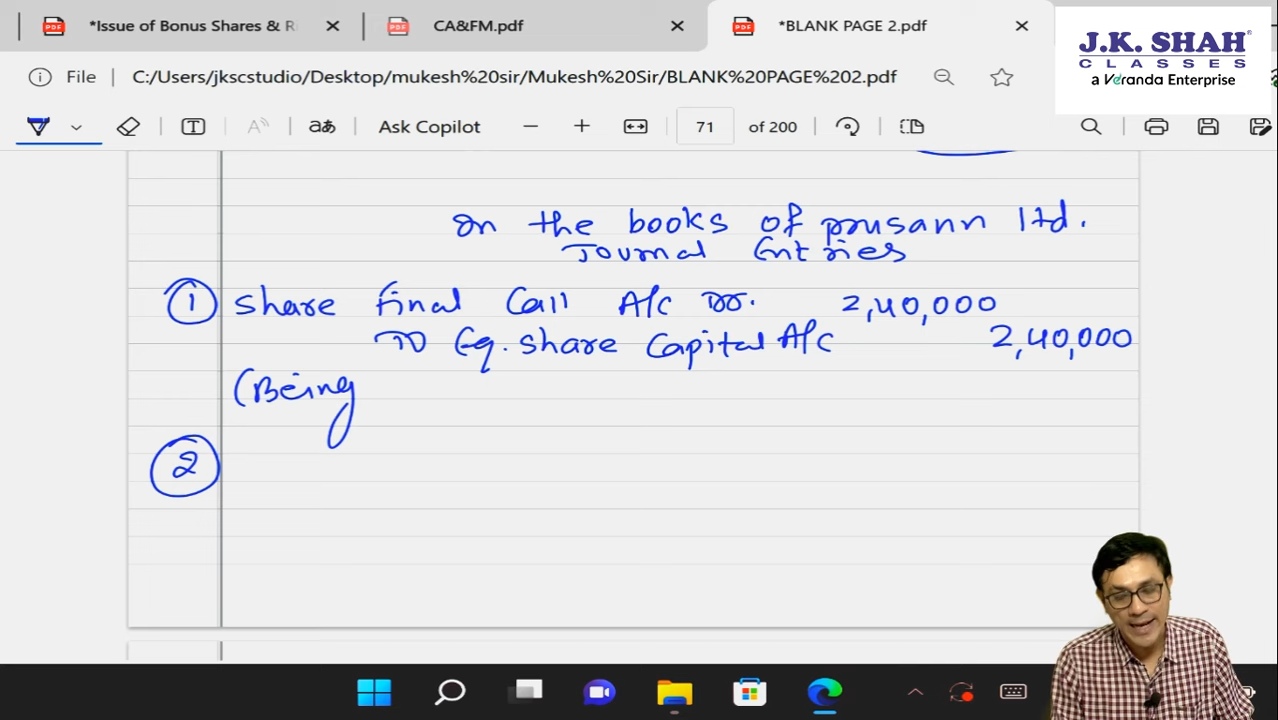 *Issue of Bonus Shares & Ri
CA&FM.pdf
*BLANK PAGE 2.pdf
J.K. SHAH®
CLASSES
a Veranda Enterprise
File
C:/Users/jkscstudio/Desktop/mukesh%20sir/Mukesh%20Sir/BLANK%20PAGE%202.pdf
Ask Copilot
71 of 200
In the books of prusann ltd.
Journal Entries
1 Share final Call A/c Dr. 2,40,000
To Eq. Share Capital A/c 2,40,000
(Being
2